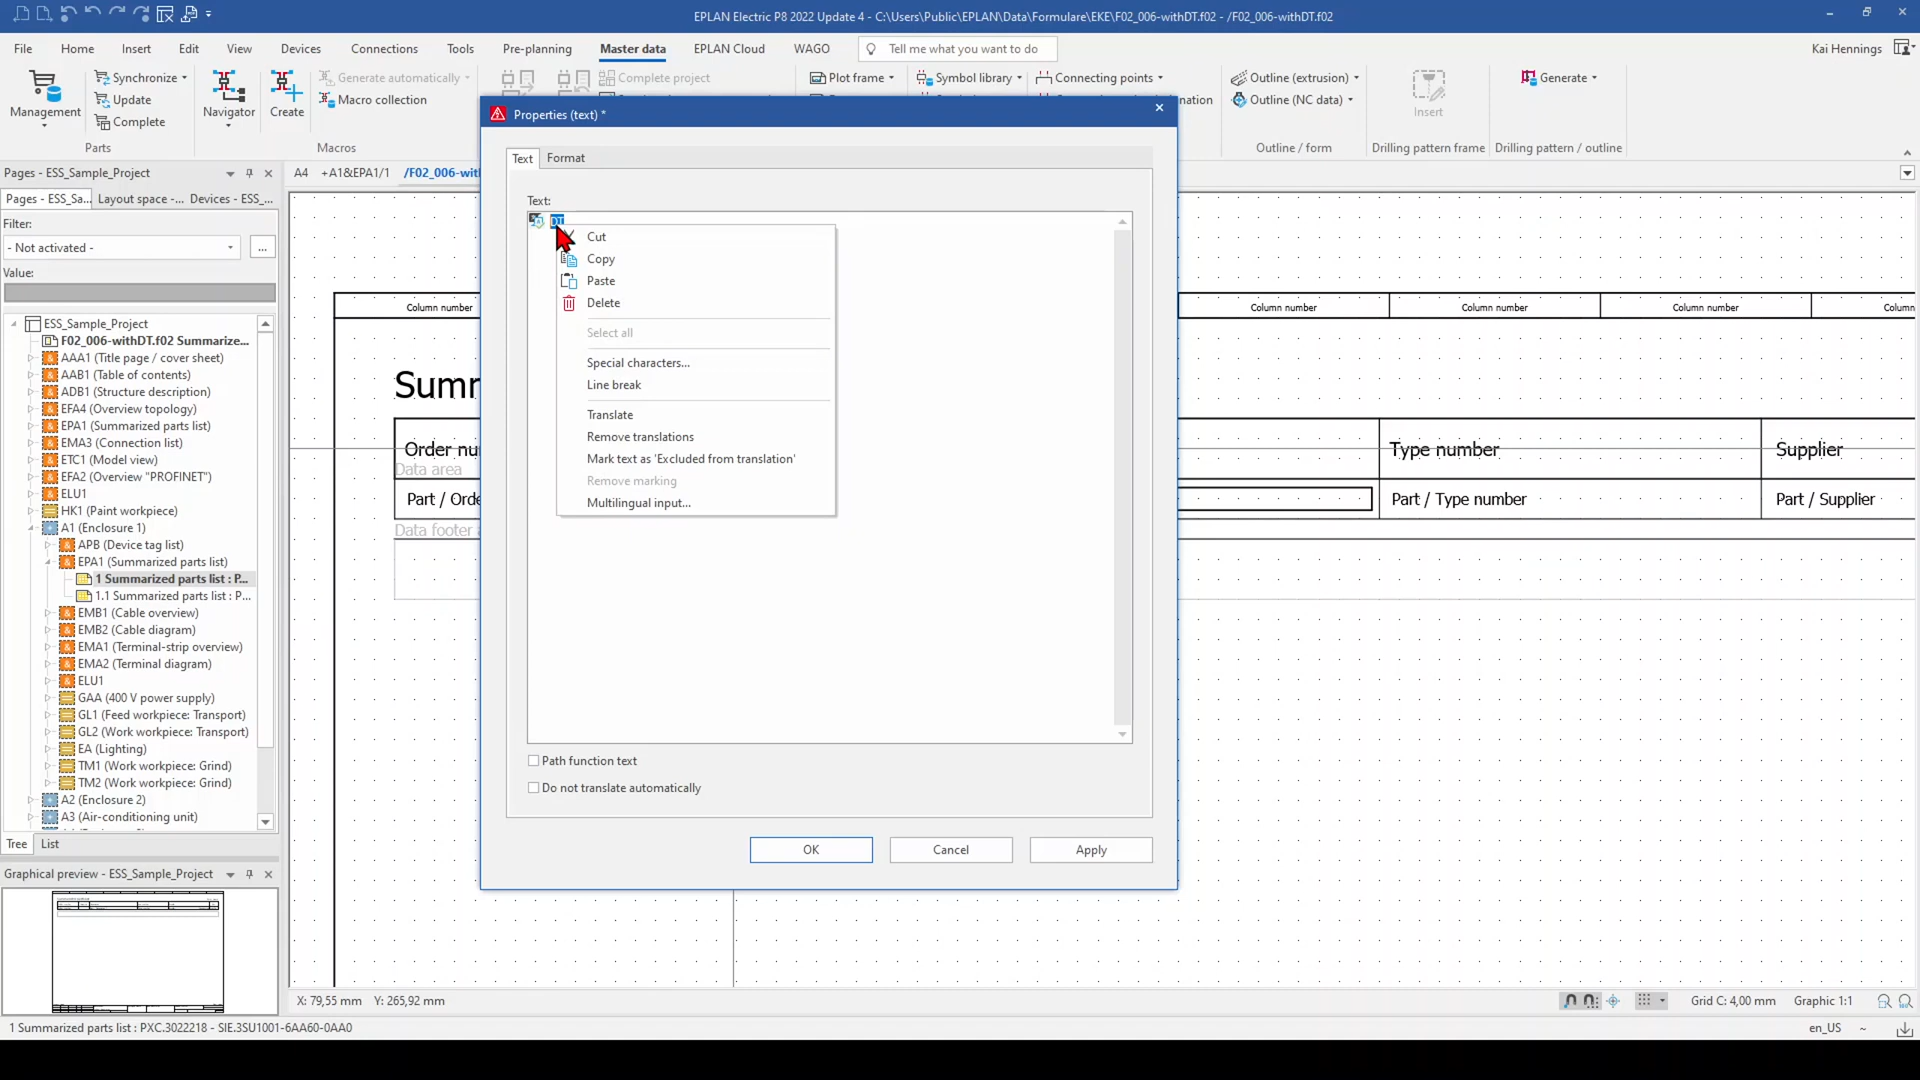 EPLAN Electric P8 2022 Update 4 - C:\Users\Public\EPLAN\Data\Formulare\EKE\F02_006-withDT.f02 - /F02_006-withDT.f02
File Home Insert Edit View Devices Connections Tools Pre-planning Master data EPLAN Cloud WAGO Tell me what you want to do Kai Hennings
Synchronize Generate automatically Complete project Plot frame Symbol library Connecting points Outline (extrusion) Generate
Management Update Navigator Create Macro collection Outline (NC data) Insert
Complete
Parts Macros Outline / form Drilling pattern frame Drilling pattern / outline
Properties (text) *
Pages - ESS_Sample_Project
A4 +A1&EPA1/1 /F02_006-with
Pages - ESS_Sa... Layout space -... Devices - ESS_...
Filter:
- Not activated -
...
Value:
ESS_Sample_Project
F02_006-withDT.f02 Summarize...
AAA1 (Title page / cover sheet)
AAB1 (Table of contents)
ADB1 (Structure description)
EFA4 (Overview topology)
EPA1 (Summarized parts list)
EMA3 (Connection list)
ETC1 (Model view)
EFA2 (Overview "PROFINET")
ELU1
HK1 (Paint workpiece)
A1 (Enclosure 1)
APB (Device tag list)
EPA1 (Summarized parts list)
1 Summarized parts list : P...
1.1 Summarized parts list : P...
EMB1 (Cable overview)
EMB2 (Cable diagram)
EMA1 (Terminal-strip overview)
EMA2 (Terminal diagram)
ELU1
GAA (400 V power supply)
GL1 (Feed workpiece: Transport)
GL2 (Work workpiece: Transport)
EA (Lighting)
TM1 (Work workpiece: Grind)
TM2 (Work workpiece: Grind)
A2 (Enclosure 2)
A3 (Air-conditioning unit)
Tree List
Graphical preview - ESS_Sample_Project
Text Format
Text:
DT
Cut
Copy
Paste
Delete
Select all
Special characters...
Line break
Translate
Remove translations
Mark text as 'Excluded from translation'
Remove marking
Multilingual input...
Path function text
Do not translate automatically
OK Cancel Apply
Column number Column number Column number Column number Column
Summ
Order nu Type number Supplier
Data area
Part / Orde Part / Type number Part / Supplier
Data footer
X: 79,55 mm Y: 265,92 mm Grid C: 4,00 mm Graphic 1:1
1 Summarized parts list : PXC.3022218 - SIE.3SU1001-6AA60-0AA0 en_US ~